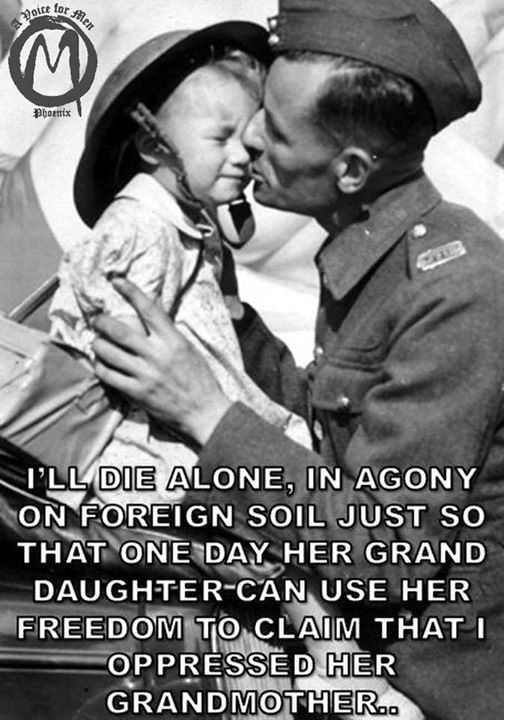 A Voice for Men
M
Phoenix
I'LL DIE ALONE, IN AGONY
ON FOREIGN SOIL JUST SO
THAT ONE DAY HER GRAND
DAUGHTER CAN USE HER
FREEDOM TO CLAIM THAT I
OPPRESSED HER
GRANDMOTHER..